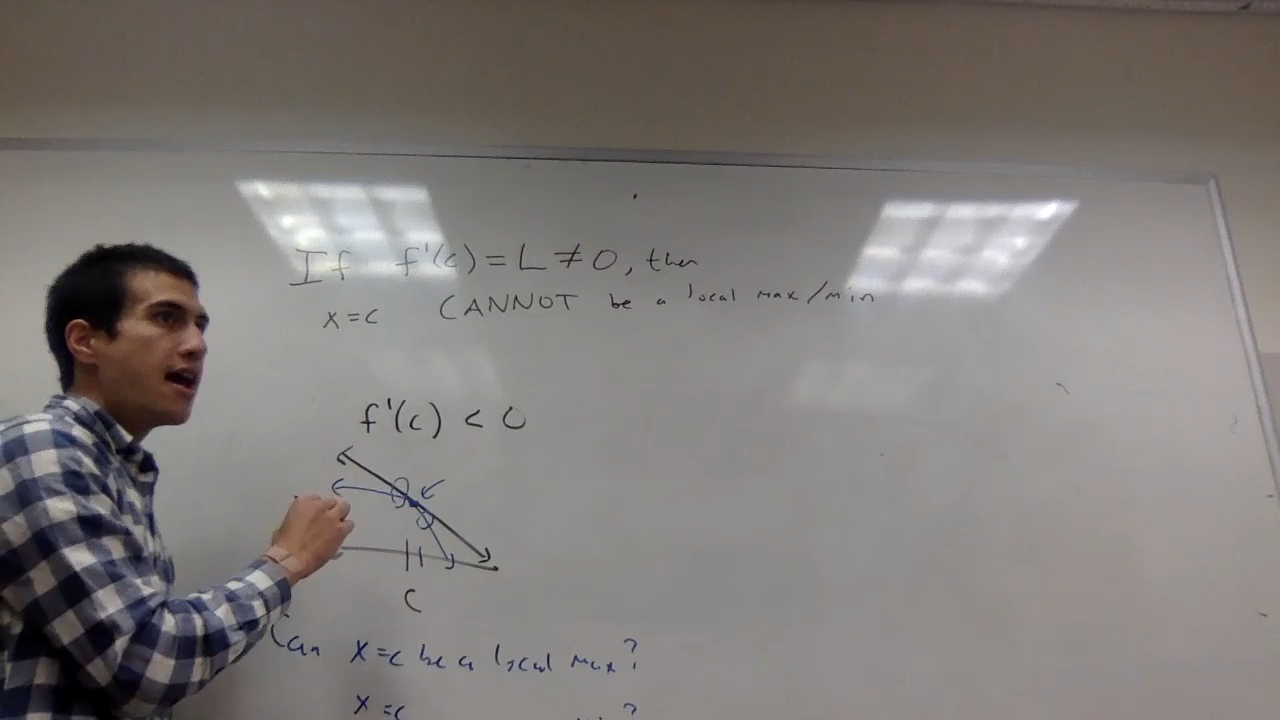 If f'(c) = L ≠ 0, then
x = c CANNOT be a local max/min
f'(c) < 0
C
Can x = c be a local max?
x = c ?